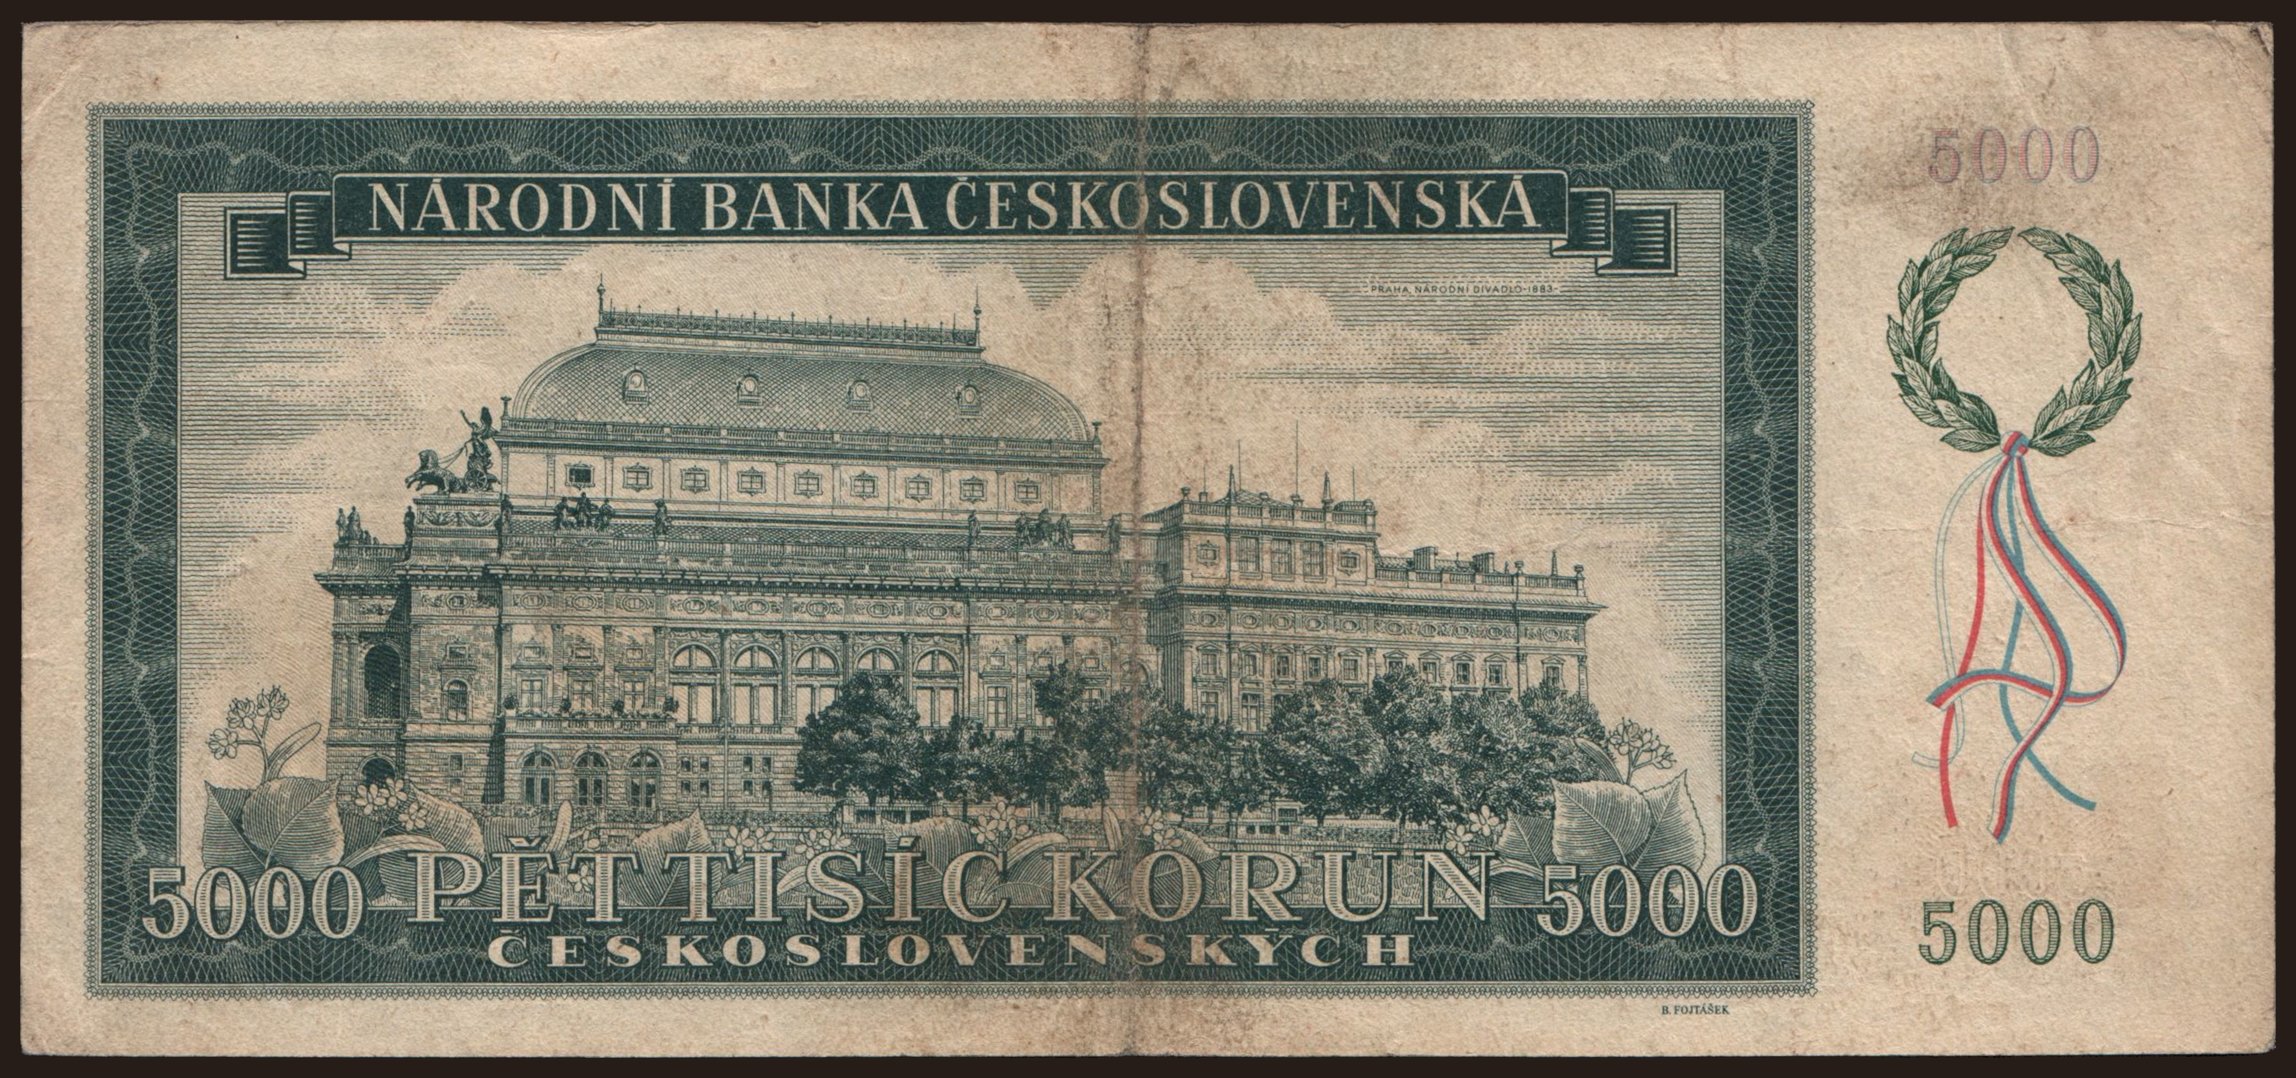 NÁRODNÍ BANKA ČESKOSLOVENSKÁ
PRAHA, NÁRODNÍ DIVADLO-1883-
5000
5000 PĚT TISÍC KORUN 5000
ČESKOSLOVENSKÝCH
5000
B. FOJTÁŠEK